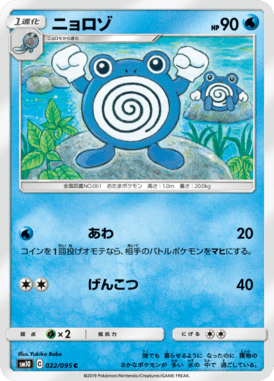 1進化
ニョロゾ
HP 90
ニョロモから進化
全国図鑑NO.061 おたまポケモン 高さ:1.0m 重さ:20.0kg
あわ 20
コインを1回投げオモテなら、相手のバトルポケモンをマヒにする。
げんこつ 40
弱点 ×2 抵抗力 にげる
Illus. Yukiko Baba
sm10 C 022/095 C
©2019 Pokémon/Nintendo/Creatures/GAME FREAK.